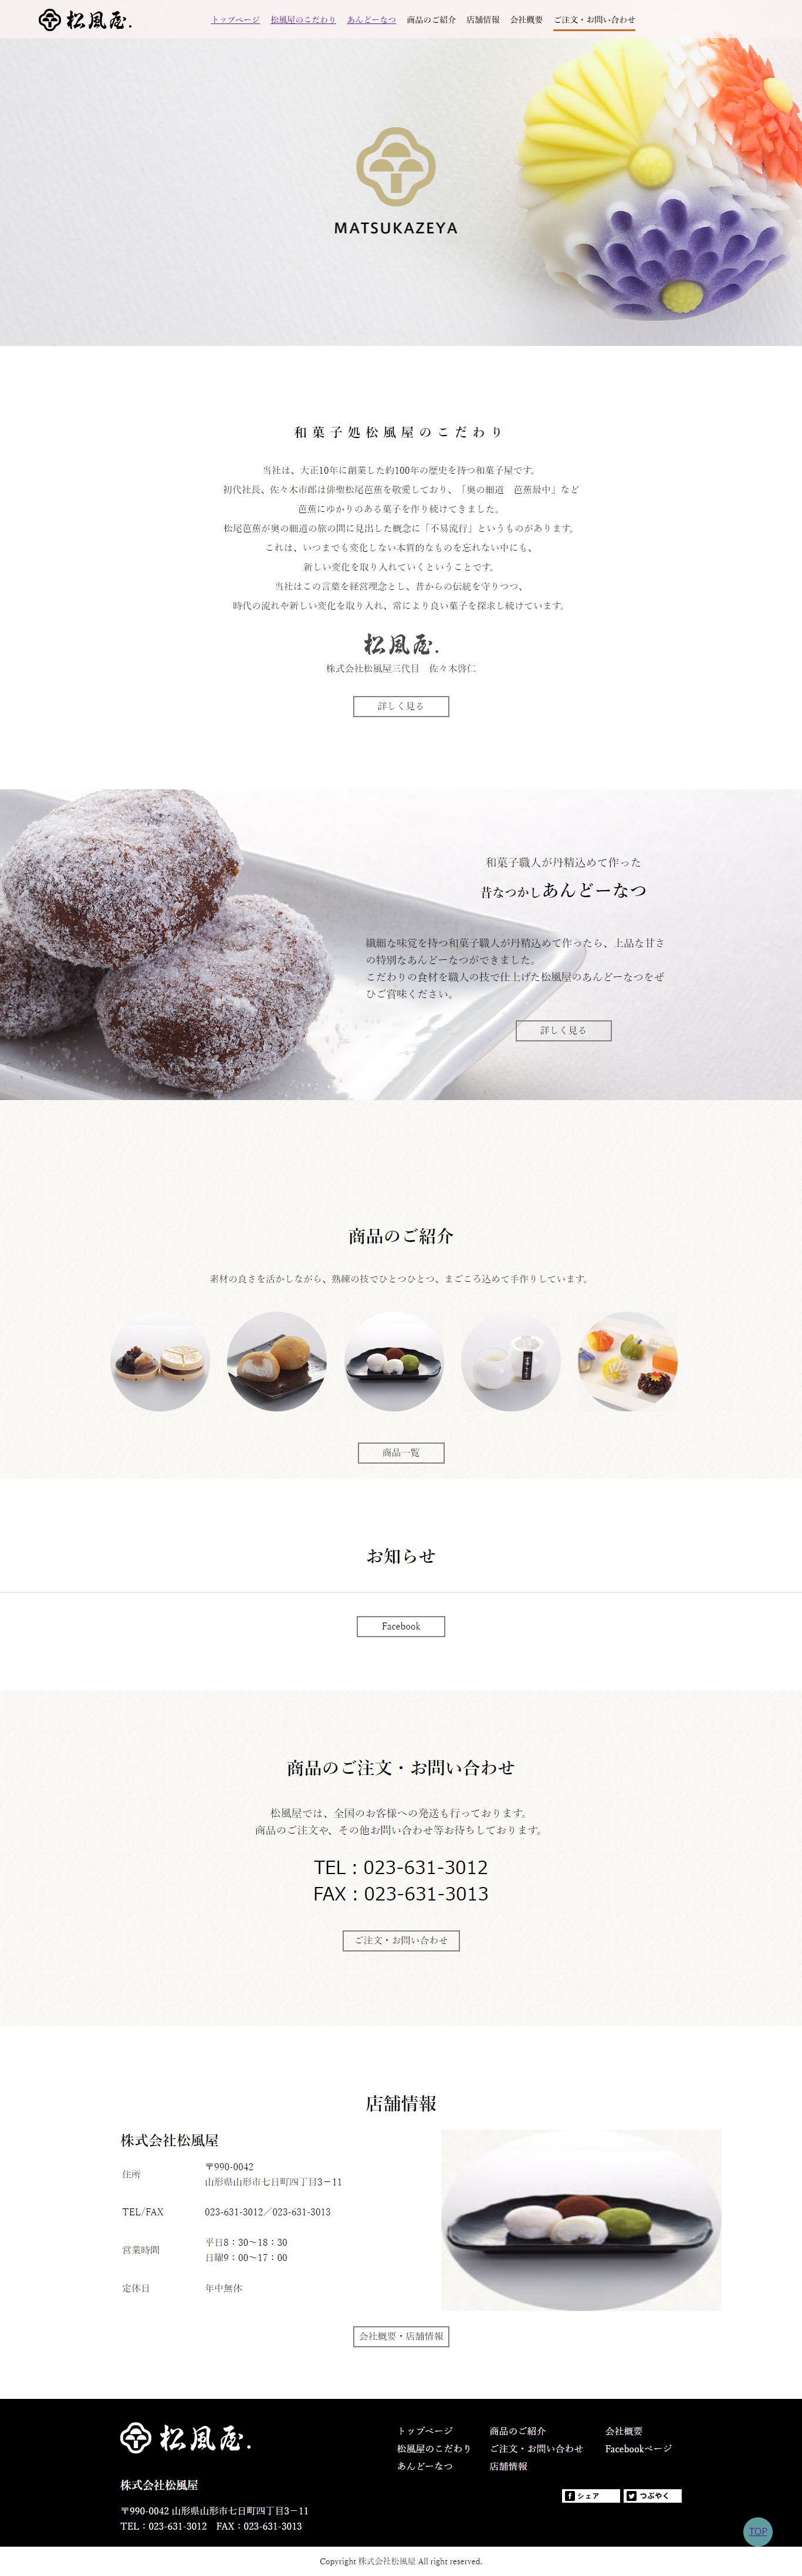 松風屋.
トップページ 松風屋のこだわり あんどーなつ 商品のご紹介 店舗情報 会社概要 ご注文・お問い合わせ
MATSUKAZEYA
和菓子処松風屋のこだわり
当社は、大正10年に創業した約100年の歴史を持つ和菓子屋です。
初代社長、佐々木市郎は俳聖松尾芭蕉を敬愛しており、「奥の細道　芭蕉最中」など
芭蕉にゆかりのある菓子を作り続けてきました。
松尾芭蕉が奥の細道の旅の間に見出した概念に「不易流行」というものがあります。
これは、いつまでも変化しない本質的なものを忘れない中にも、
新しい変化を取り入れていくということです。
当社はこの言葉を経営理念とし、昔からの伝統を守りつつ、
時代の流れや新しい変化を取り入れ、常により良い菓子を探求し続けています。
松風屋.
株式会社松風屋三代目　佐々木啓仁
詳しく見る
和菓子職人が丹精込めて作った
昔なつかしあんどーなつ
繊細な味覚を持つ和菓子職人が丹精込めて作ったら、上品な甘さ
の特別なあんどーなつができました。
こだわりの食材を職人の技で仕上げた松風屋のあんどーなつをぜ
ひご賞味ください。
詳しく見る
商品のご紹介
素材の良さを活かしながら、熟練の技でひとつひとつ、まごころ込めて手作りしています。
商品一覧
お知らせ
Facebook
商品のご注文・お問い合わせ
松風屋では、全国のお客様への発送も行っております。
商品のご注文や、その他お問い合わせ等お待ちしております。
TEL：023-631-3012
FAX：023-631-3013
ご注文・お問い合わせ
店舗情報
株式会社松風屋
住所
〒990-0042
山形県山形市七日町四丁目3－11
TEL/FAX 023-631-3012／023-631-3013
営業時間
平日8：30～18：30
日曜9：00～17：00
定休日 年中無休
会社概要・店舗情報
松風屋.
株式会社松風屋
〒990-0042 山形県山形市七日町四丁目3－11
TEL：023-631-3012　FAX：023-631-3013
トップページ
松風屋のこだわり
あんどーなつ
商品のご紹介
ご注文・お問い合わせ
店舗情報
会社概要
Facebookページ
シェア つぶやく
TOP
Copyright 株式会社松風屋 All right reserved.